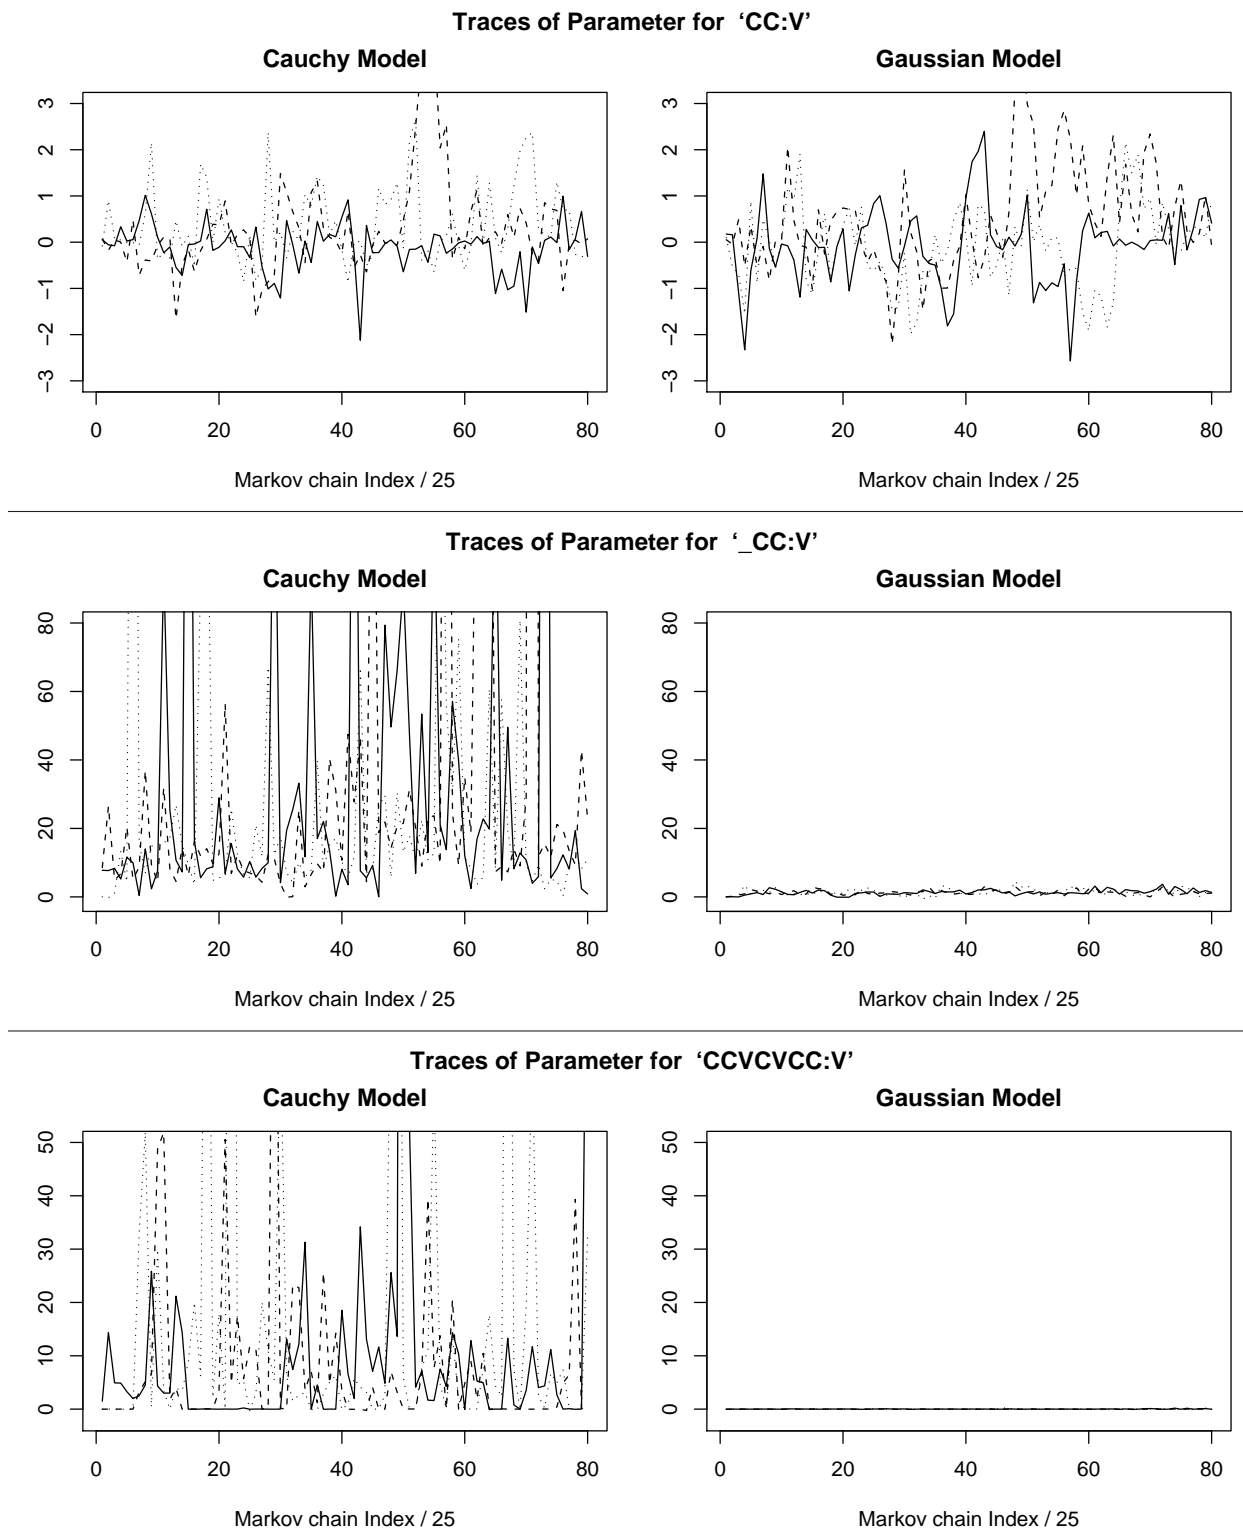 Traces of Parameter for ‘CC:V’
Cauchy Model
Gaussian Model
3
2
1
0
−1
−2
−3
0 20 40 60 80
Markov chain Index / 25
3
2
1
0
−1
−2
−3
0 20 40 60 80
Markov chain Index / 25
Traces of Parameter for ‘_CC:V’
Cauchy Model
Gaussian Model
80
60
40
20
0
0 20 40 60 80
Markov chain Index / 25
80
60
40
20
0
0 20 40 60 80
Markov chain Index / 25
Traces of Parameter for ‘CCVCVCC:V’
Cauchy Model
Gaussian Model
50
40
30
20
10
0
0 20 40 60 80
Markov chain Index / 25
50
40
30
20
10
0
0 20 40 60 80
Markov chain Index / 25